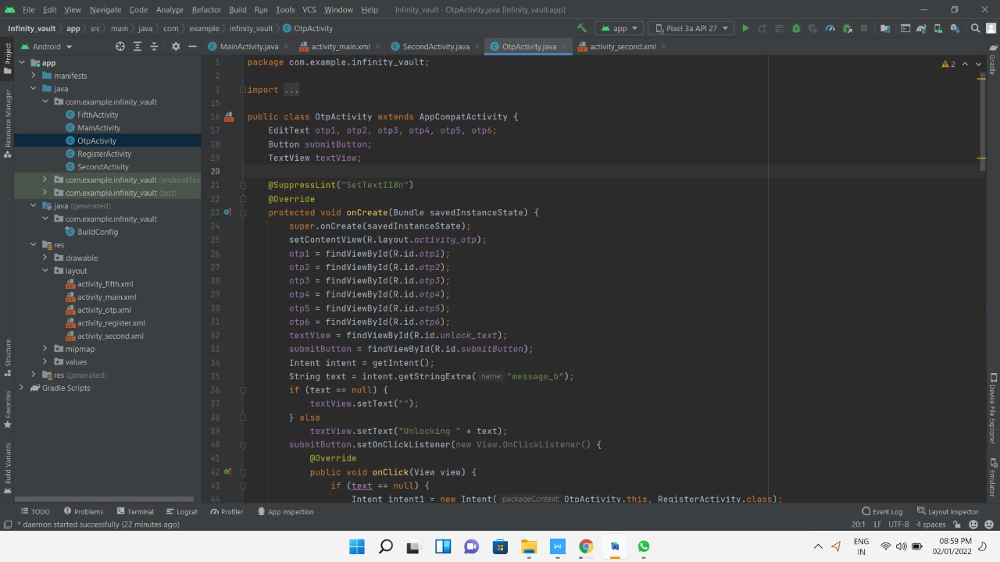 File Edit View Navigate Code Analyze Refactor Build Run Tools VCS Window Help Infinity_vault - OtpActivity.java [Infinity_vault.app]
Infinity_vault app src main java com example infinity_vault OtpActivity app Pixel 3a API 27
Android MainActivity.java activity_main.xml SecondActivity.java OtpActivity.java activity_second.xml
Project
Resource Manager
Structure
Favorites
Build Variants
app
manifests
java
com.example.infinity_vault
FifthActivity
MainActivity
OtpActivity
RegisterActivity
SecondActivity
com.example.infinity_vault (androidTes
com.example.infinity_vault (test)
java (generated)
com.example.infinity_vault
BuildConfig
res
drawable
layout
activity_fifth.xml
activity_main.xml
activity_otp.xml
activity_register.xml
activity_second.xml
mipmap
values
res (generated)
Gradle Scripts
1 package com.example.infinity_vault;
2
3 import ...
15
16 public class OtpActivity extends AppCompatActivity {
17 EditText otp1, otp2, otp3, otp4, otp5, otp6;
18 Button submitButton;
19 TextView textView;
20
21 @SuppressLint("SetTextI18n")
22 @Override
23 protected void onCreate(Bundle savedInstanceState) {
24 super.onCreate(savedInstanceState);
25 setContentView(R.layout.activity_otp);
26 otp1 = findViewById(R.id.otp1);
27 otp2 = findViewById(R.id.otp2);
28 otp3 = findViewById(R.id.otp3);
29 otp4 = findViewById(R.id.otp4);
30 otp5 = findViewById(R.id.otp5);
31 otp6 = findViewById(R.id.otp6);
32 textView = findViewById(R.id.unlock_text);
33 submitButton = findViewById(R.id.submitButton);
34 Intent intent = getIntent();
35 String text = intent.getStringExtra( name: "message_b");
36 if (text == null) {
37 textView.setText("");
38 } else
39 textView.setText("Unlocking " + text);
40 submitButton.setOnClickListener(new View.OnClickListener() {
41 @Override
42 public void onClick(View view) {
43 if (text == null) {
44 Intent intent1 = new Intent( packageContext: OtpActivity.this, RegisterActivity.class);
2
Gradle
Device File Explorer
Emulator
TODO Problems Terminal Logcat Profiler App Inspection Event Log Layout Inspector
* daemon started successfully (22 minutes ago) 20:1 LF UTF-8 4 spaces
ENG
IN
08:59 PM
02/01/2022